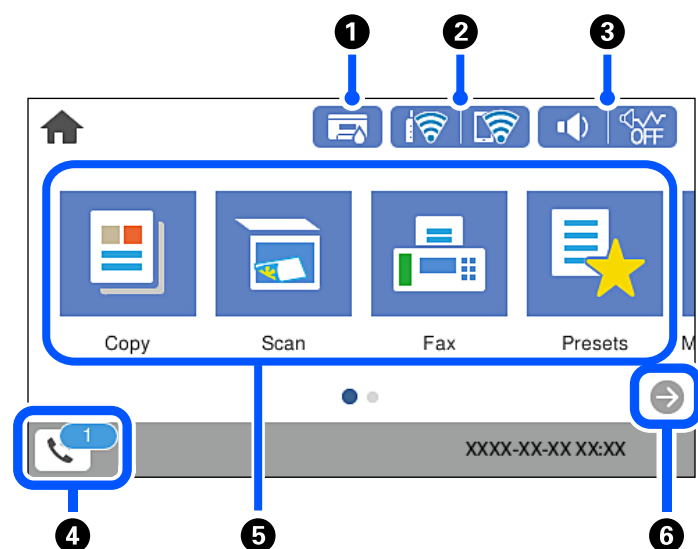 1 2 3
OFF
Copy Scan Fax Presets M
1
XXXX-XX-XX XX:XX
4 5 6